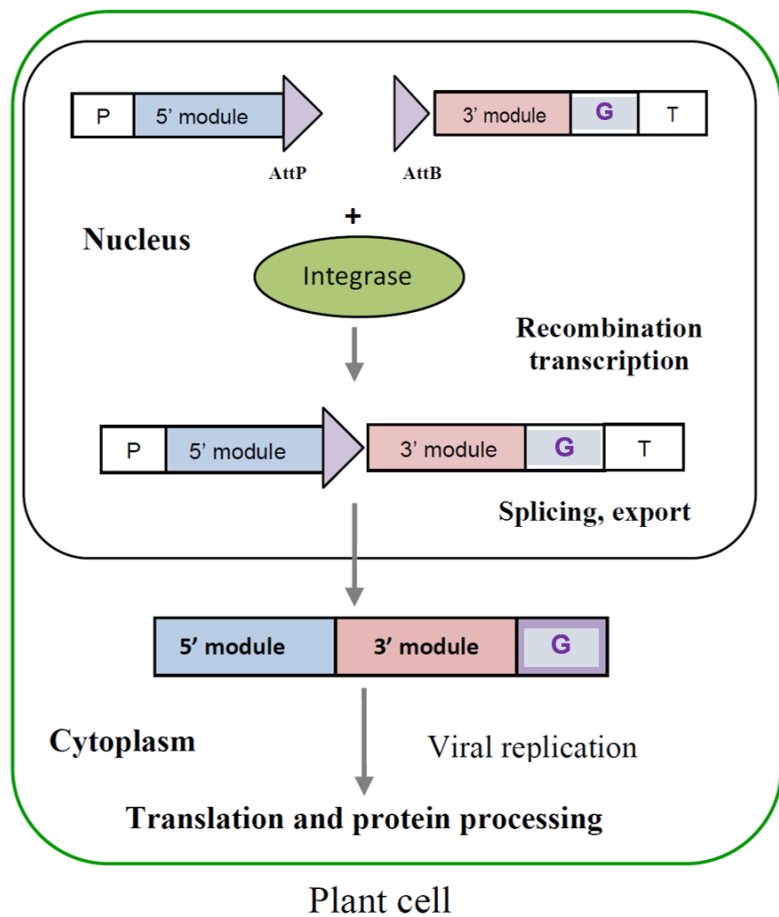 P 5' module 3' module G T
AttP AttB
+
Nucleus
Integrase
Recombination
transcription
P 5' module 3' module G T
Splicing, export
5' module 3' module G
Cytoplasm Viral replication
Translation and protein processing
Plant cell